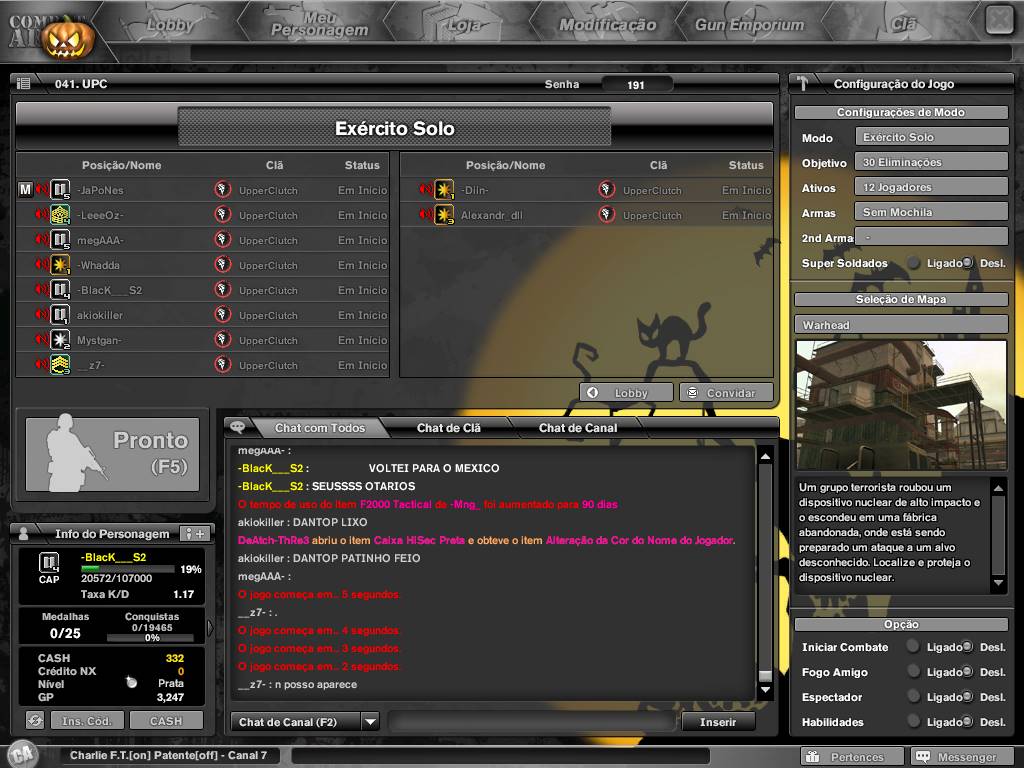 COMBAT ARMS
Lobby
Meu Personagem
Loja
Modificação
Gun Emporium
Clã
041. UPC
Senha
191
Exército Solo
Posição/Nome Clã Status
M -JaPoNes UpperClutch Em Início
-LeeeOz- UpperClutch Em Início
megAAA- UpperClutch Em Início
-Whadda UpperClutch Em Início
-BlacK___S2 UpperClutch Em Início
akiokiller UpperClutch Em Início
Mystgan- UpperClutch Em Início
__z7- UpperClutch Em Início
Posição/Nome Clã Status
-Diin- UpperClutch Em Início
Alexandr_dll UpperClutch Em Início
Lobby
Convidar
Configuração do Jogo
Configurações de Modo
Modo Exército Solo
Objetivo 30 Eliminações
Ativos 12 Jogadores
Armas Sem Mochila
2nd Arma -
Super Soldados Ligado Desl.
Seleção de Mapa
Warhead
Um grupo terrorista roubou um
dispositivo nuclear de alto impacto e
o escondeu em uma fábrica
abandonada, onde está sendo
preparado um ataque a um alvo
desconhecido. Localize e proteja o
dispositivo nuclear.
Opção
Iniciar Combate Ligado Desl.
Fogo Amigo Ligado Desl.
Espectador Ligado Desl.
Habilidades Ligado Desl.
Pronto
(F5)
Info do Personagem
i +
-BlacK___S2
CAP
19%
20572/107000
Taxa K/D 1.17
Medalhas
0/25
Conquistas
0/19465
0%
CASH 332
Crédito NX 0
Nível Prata
GP 3,247
Ins. Cód.
CASH
Chat com Todos
Chat de Clã
Chat de Canal
megAAA- :
-BlacK___S2 : VOLTEI PARA O MEXICO
-BlacK___S2 : SEUSSSS OTARIOS
O tempo de uso do item F2000 Tactical de -Mng_ foi aumentado para 90 dias
akiokiller : DANTOP LIXO
DeAtch-ThRe3 abriu o item Caixa HiSec Preta e obteve o item Alteração da Cor do Nome do Jogador.
akiokiller : DANTOP PATINHO FEIO
megAAA- :
O jogo começa em.. 5 segundos.
__z7- : .
O jogo começa em.. 4 segundos.
O jogo começa em.. 3 segundos.
O jogo começa em.. 2 segundos.
__z7- : n posso aparece
Chat de Canal (F2)
Inserir
CA
Charlie F.T.[on] Patente[off] - Canal 7
Pertences
Messenger